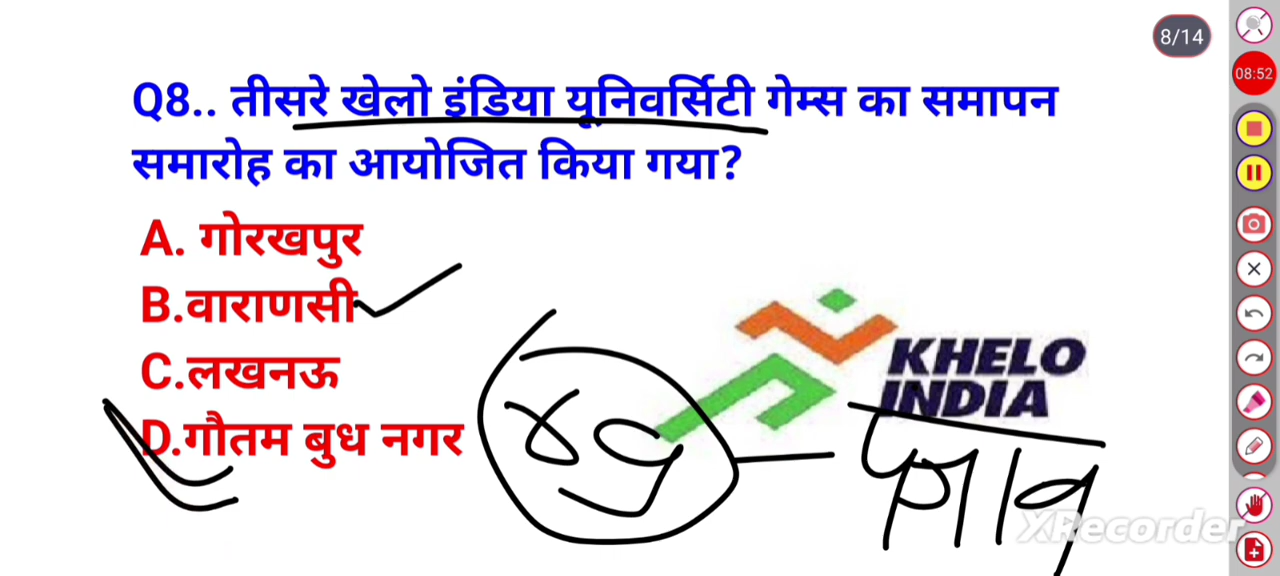 8/14
08:52
Q8.. तीसरे खेलो इंडिया यूनिवर्सिटी गेम्स का समापन
समारोह का आयोजित किया गया?
A. गोरखपुर
B.वाराणसी
C.लखनऊ
D.गौतम बुध नगर
KHELO
INDIA
XRecorder